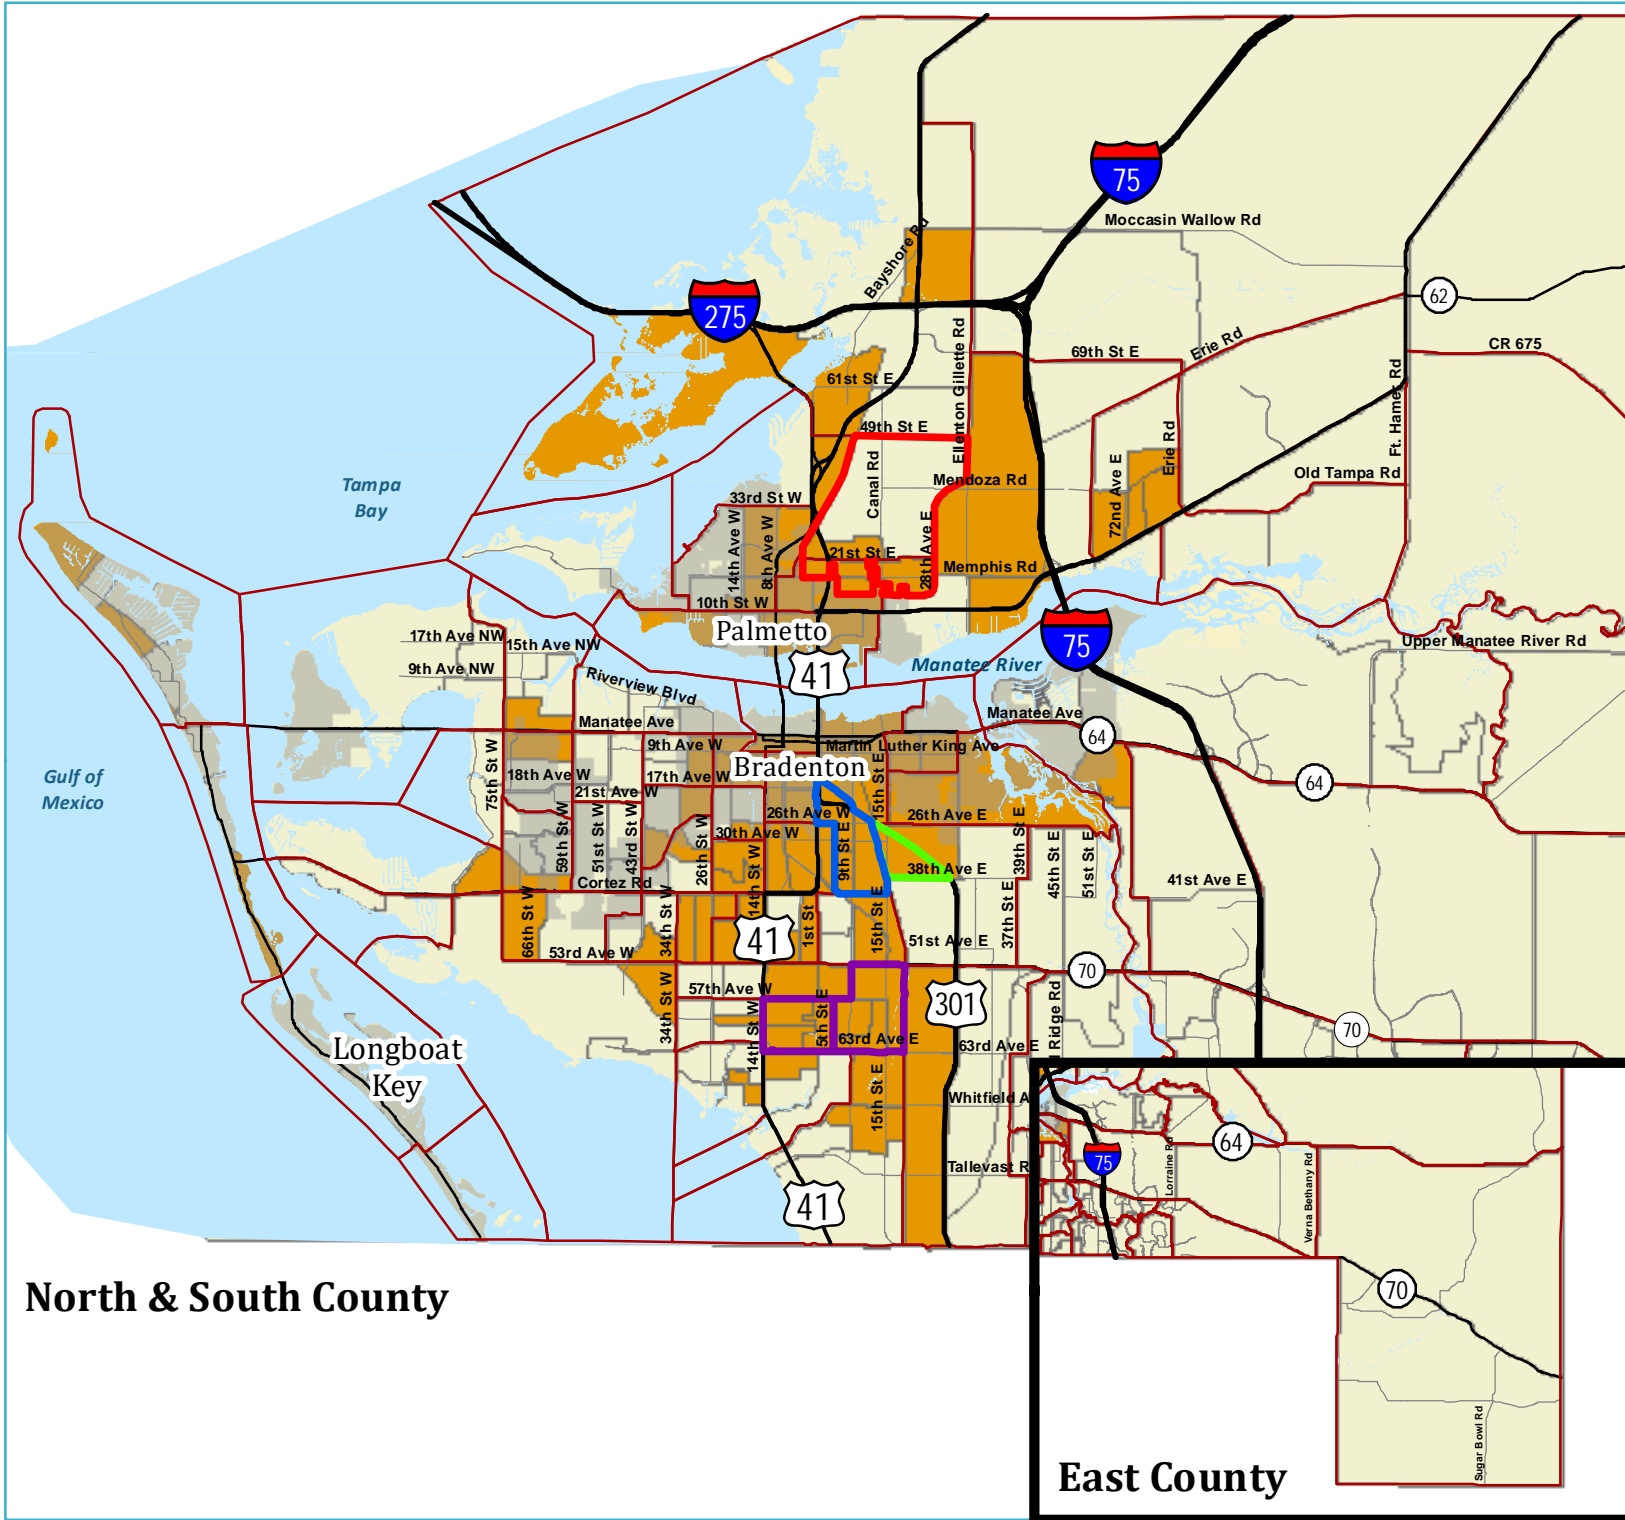 75
Moccasin Wallow Rd
Bayshore Rd
62
275
Ellenton Gillette Rd
69th St E
Erie Rd
CR 675
61st St E
Ft. Hamer Rd
49th St E
Tampa
Bay
Canal Rd
Mendoza Rd
72nd Ave E
Erie Rd
Old Tampa Rd
33rd St W
14th Ave W
8th Ave W
21st St E
28th Ave E
Memphis Rd
10th St W
Palmetto
75
17th Ave NW
15th Ave NW
Upper Manatee River Rd
9th Ave NW
Riverview Blvd
41
Manatee River
Manatee Ave
Manatee Ave
64
9th Ave W
Martin Luther King Ave
Gulf of
Mexico
75th St W
18th Ave W
17th Ave W
Bradenton
15th St E
64
21st Ave W
59th St W
51st St W
43rd St W
26th St W
26th Ave W
26th Ave E
30th Ave W
9th St E
39th St E
45th St E
51st St E
14th St W
38th Ave E
41st Ave E
Cortez Rd
66th St W
34th St W
41
1st St
15th St E
37th St E
51st Ave E
53rd Ave W
70
34th St W
57th Ave W
14th St W
5th St E
301
d Ridge Rd
70
63rd Ave E
63rd Ave E
Longboat
Key
15th St E
Whitfield A
Tallevast R
41
75
64
Lorraine Rd
Verna Bethany Rd
70
Sugar Bowl Rd
North & South County
East County